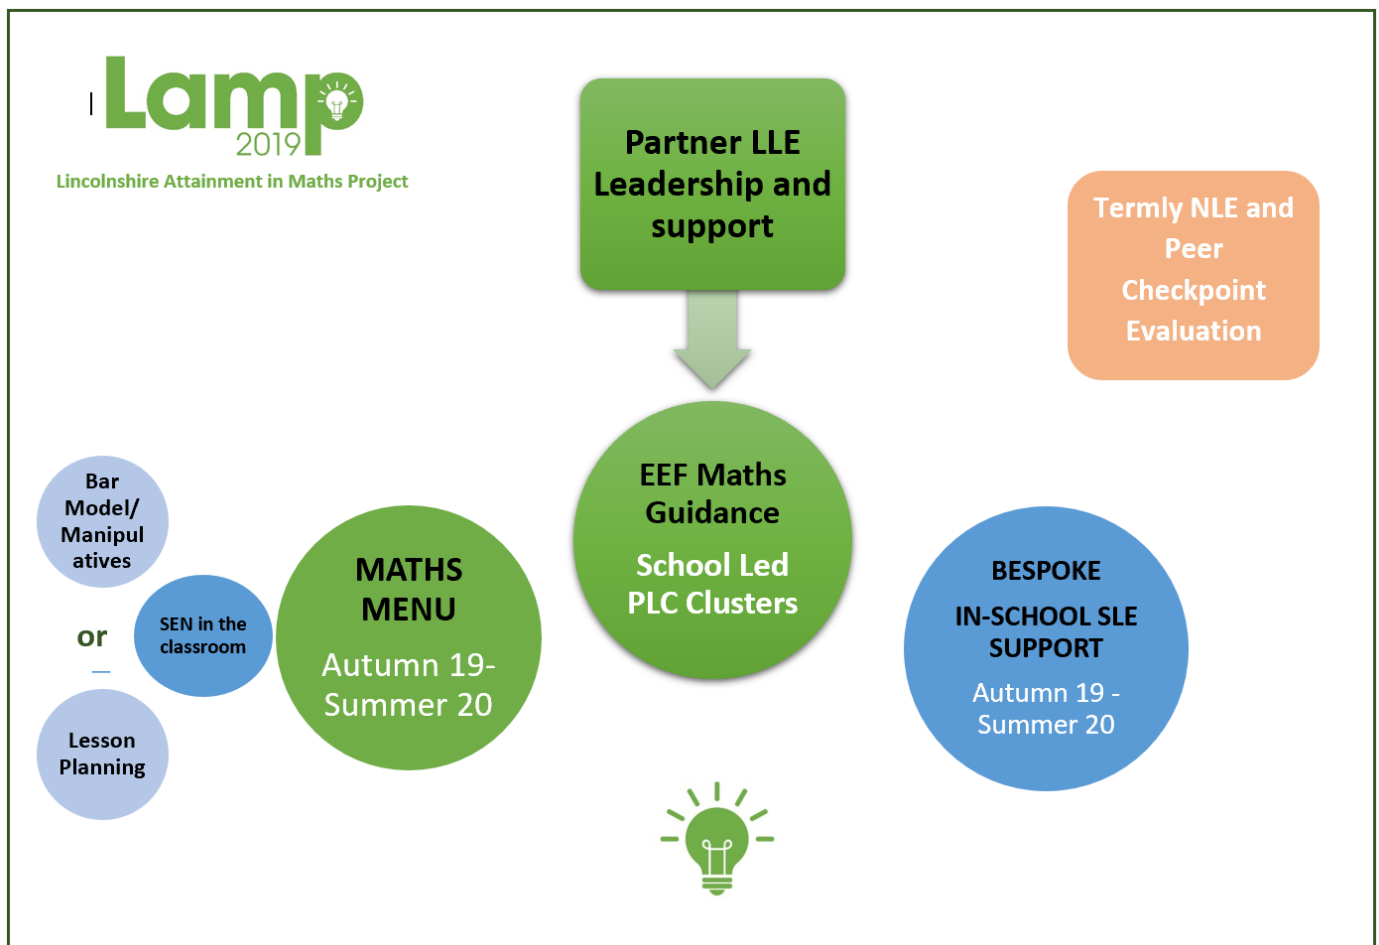 Lamp
2019
Lincolnshire Attainment in Maths Project
Partner LLE
Leadership and
support
Termly NLE and
Peer
Checkpoint
Evaluation
EEF Maths
Guidance
School Led
PLC Clusters
Bar
Model/
Manipul
atives
or
Lesson
Planning
SEN in the
classroom
MATHS
MENU
Autumn 19-
Summer 20
BESPOKE
IN-SCHOOL SLE
SUPPORT
Autumn 19 -
Summer 20